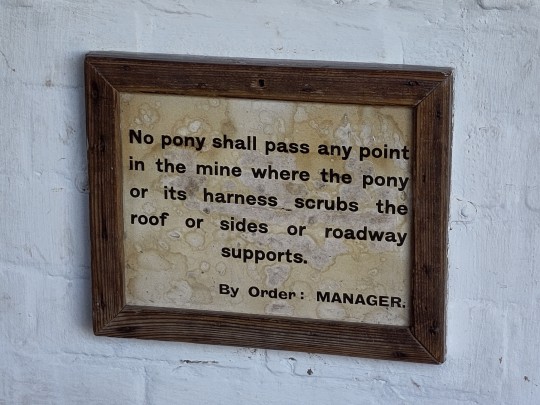 No pony shall pass any point
in the mine where the pony
or its harness scrubs the
roof or sides or roadway
supports.
By Order: MANAGER.